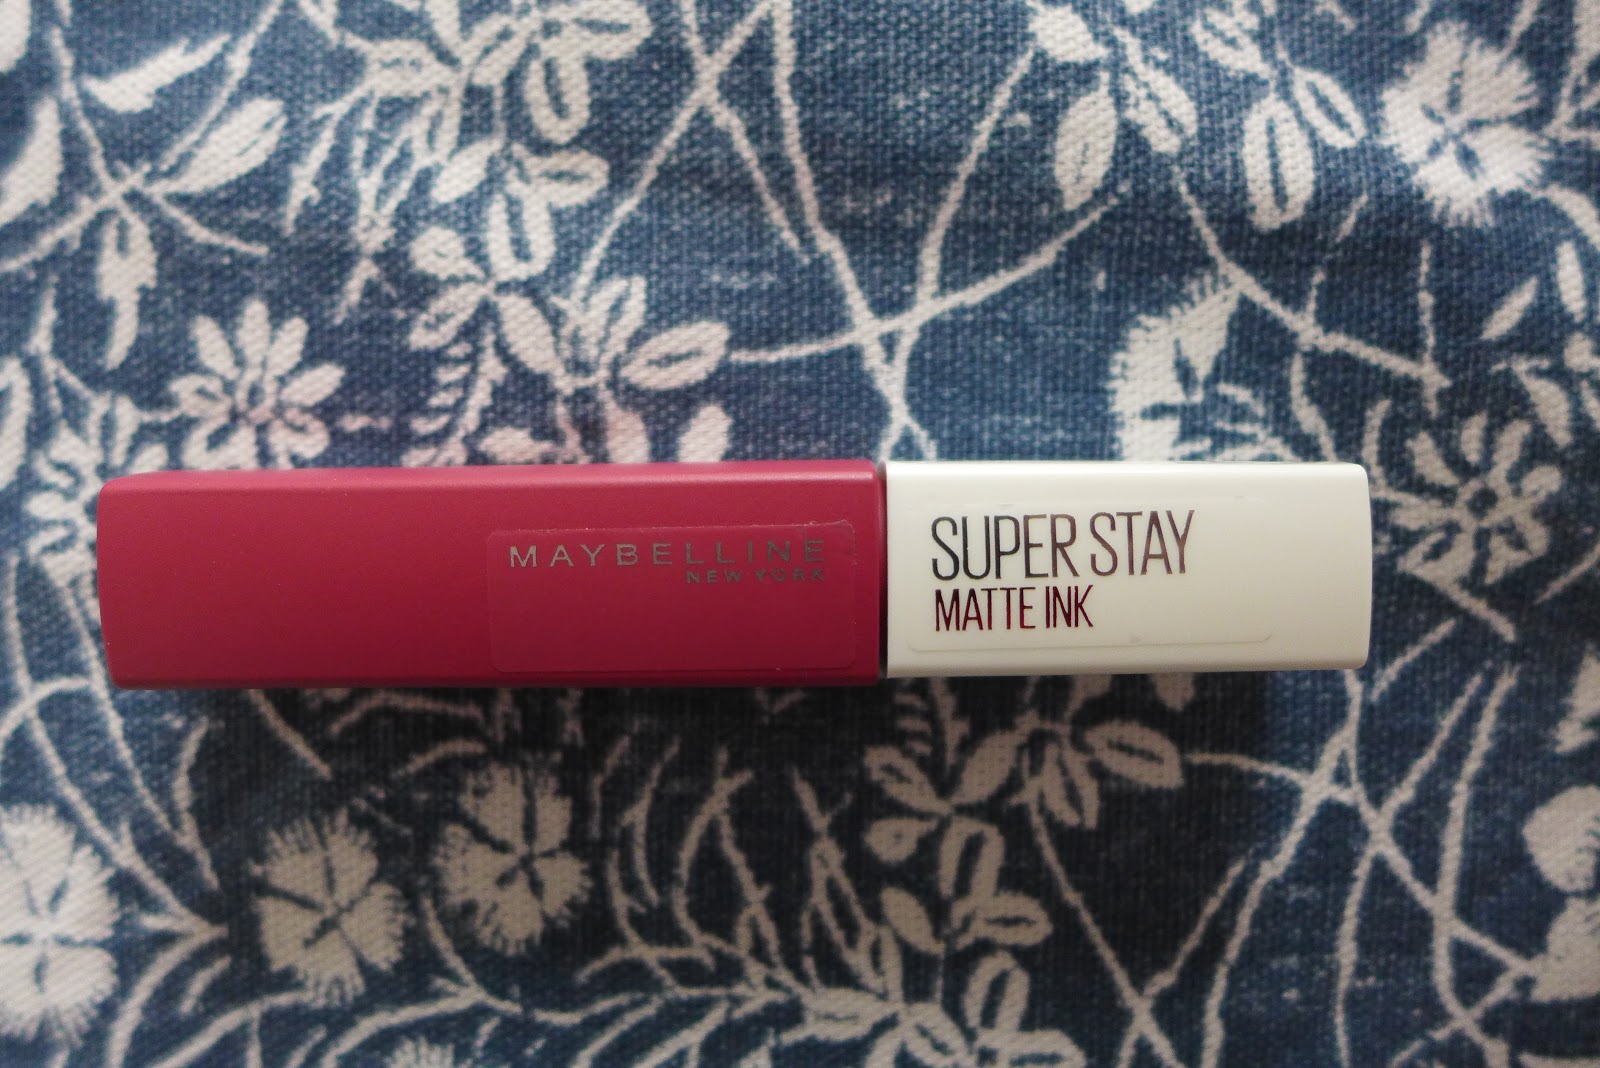 MAYBELLINE
NEW YORK
SUPER STAY
MATTE INK